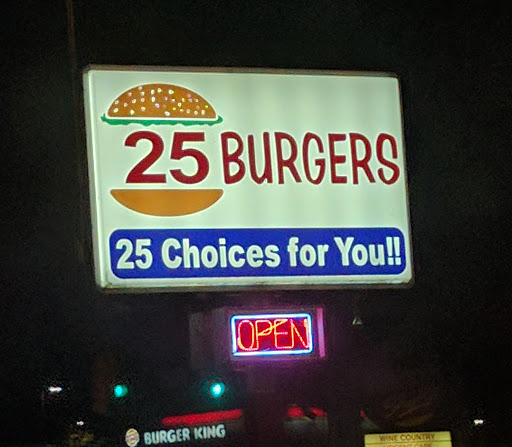 25 BURGERS
25 Choices for You!!
OPEN
BURGER KING
WINE COUNTRY